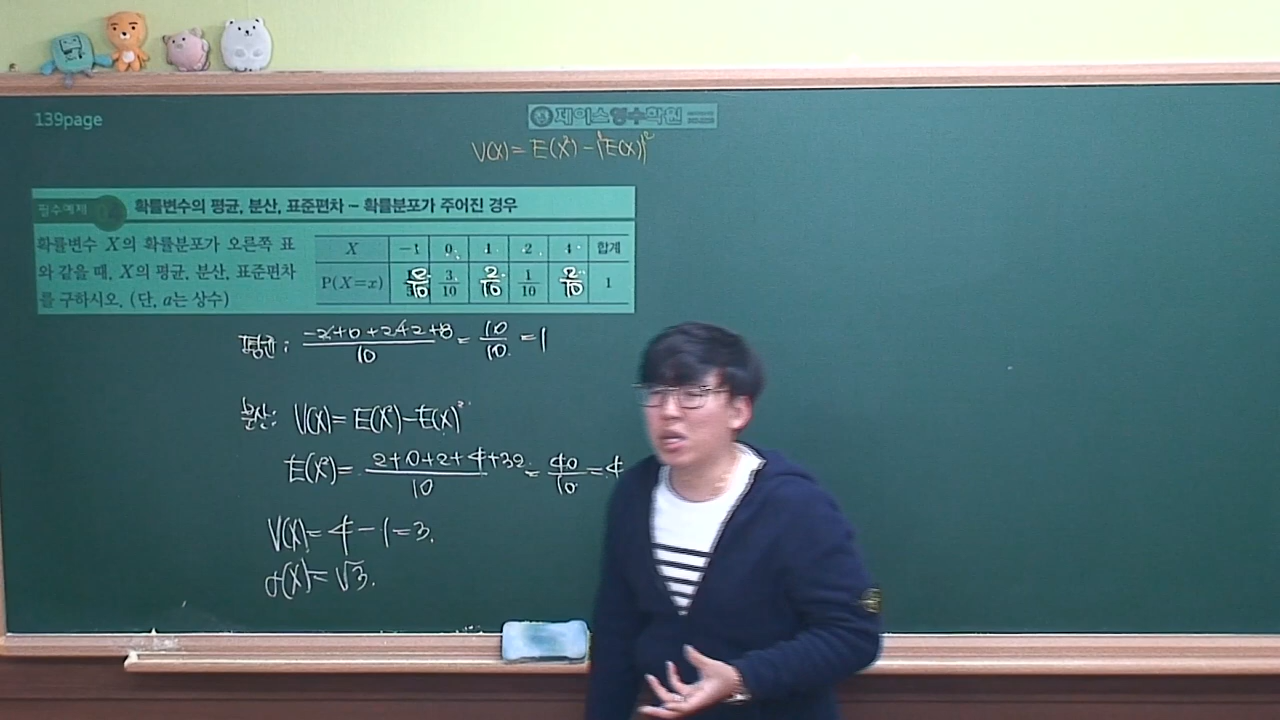 139page
제이스영수학원
V(X) = E(X²) - {E(X)}²
필수예제 확률변수의 평균, 분산, 표준편차 - 확률분포가 주어진 경우
확률변수 X의 확률분포가 오른쪽 표
와 같을 때, X의 평균, 분산, 표준편차
를 구하시오. (단, a는 상수)
X -1 0 1 2 4 합계
P(X=x) 2/10 3/10 2/10 1/10 2/10 1
평균: (-2+0+2+2+8)/10 = 10/10 = 1
분산: V(X) = E(X²) - E(X)²
E(X²) = (2+0+2+4+32)/10 = 40/10 = 4
V(X) = 4 - 1 = 3.
σ(X) = √3.